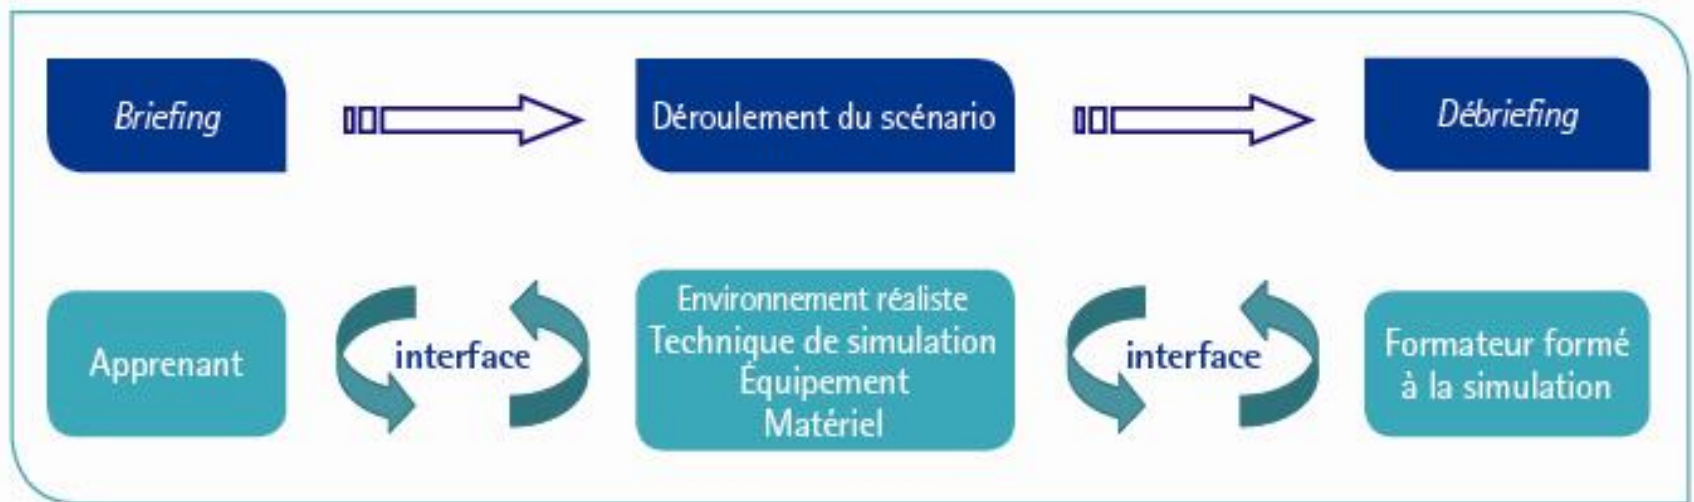 Briefing
Déroulement du scénario
Débriefing
Apprenant
interface
Environnement réaliste
Technique de simulation
Équipement
Matériel
interface
Formateur formé
à la simulation